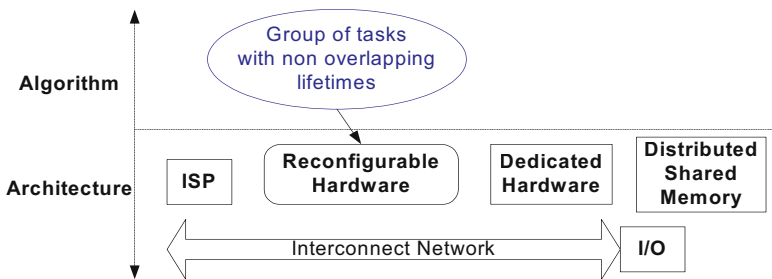 Group of tasks
with non overlapping
lifetimes
Algorithm
Architecture
ISP
Reconfigurable
Hardware
Dedicated
Hardware
Distributed
Shared
Memory
Interconnect Network
I/O